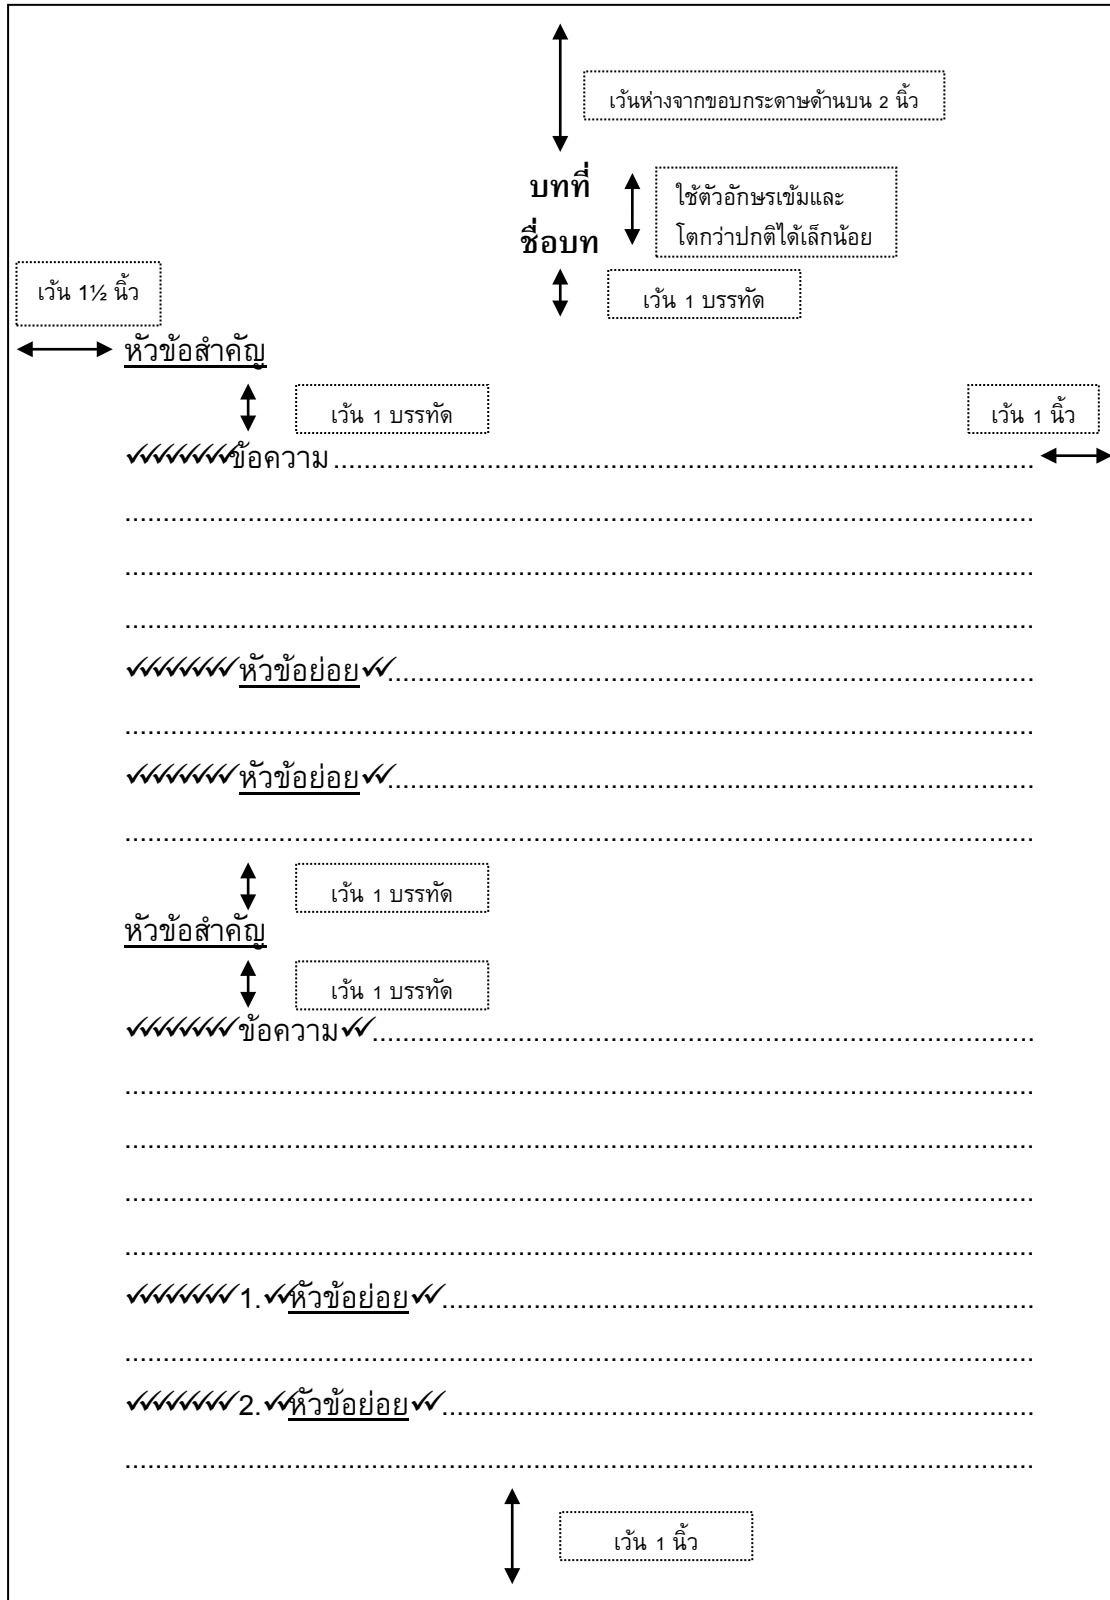 เว้นห่างจากขอบกระดาษด้านบน 2 นิ้ว
บทที่
ชื่อบท
ใช้ตัวอักษรเข้มและ
โตกว่าปกติได้เล็กน้อย
เว้น 1½ นิ้ว
เว้น 1 บรรทัด
หัวข้อสำคัญ
เว้น 1 บรรทัด
เว้น 1 นิ้ว
✓✓✓✓✓✓✓✓ข้อความ ..........................................................................................
......................................................................................................................
......................................................................................................................
......................................................................................................................
✓✓✓✓✓✓✓✓หัวข้อย่อย✓✓....................................................................................
......................................................................................................................
✓✓✓✓✓✓✓✓หัวข้อย่อย✓✓....................................................................................
......................................................................................................................
เว้น 1 บรรทัด
หัวข้อสำคัญ
เว้น 1 บรรทัด
✓✓✓✓✓✓✓✓ข้อความ✓✓......................................................................................
......................................................................................................................
......................................................................................................................
......................................................................................................................
......................................................................................................................
✓✓✓✓✓✓✓✓1.✓✓หัวข้อย่อย✓✓.............................................................................
......................................................................................................................
✓✓✓✓✓✓✓✓2.✓✓หัวข้อย่อย✓✓.............................................................................
......................................................................................................................
เว้น 1 นิ้ว